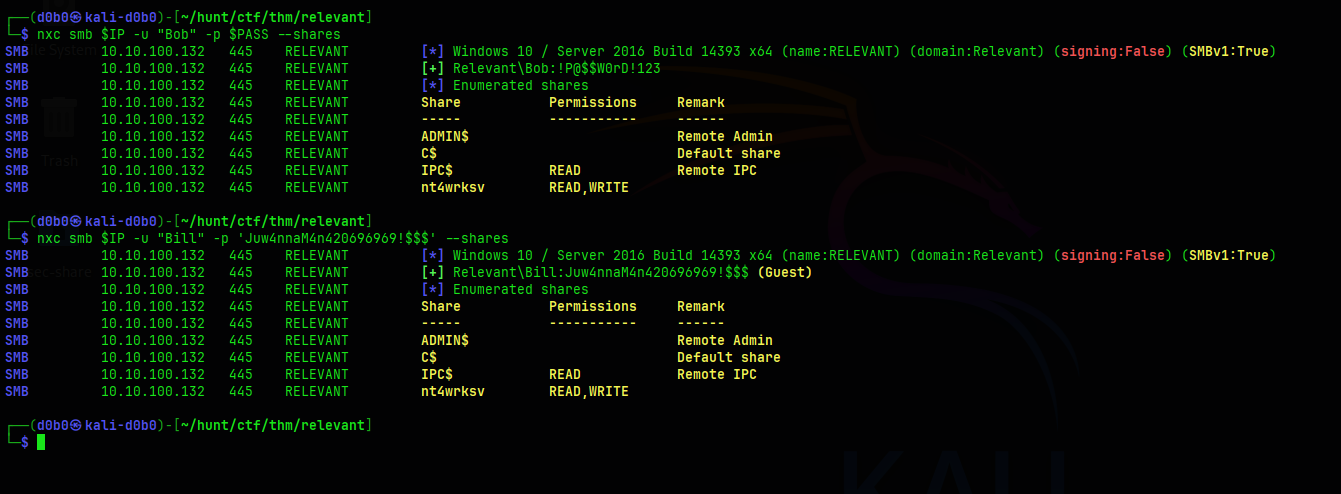 ┌──(d0b0㉿kali-d0b0)-[~/hunt/ctf/thm/relevant]
└─$ nxc smb $IP -u "Bob" -p $PASS --shares
SMB 10.10.100.132 445 RELEVANT [*] Windows 10 / Server 2016 Build 14393 x64 (name:RELEVANT) (domain:Relevant) (signing:False) (SMBv1:True)
SMB 10.10.100.132 445 RELEVANT [+] Relevant\Bob:!P@$$W0rD!123
SMB 10.10.100.132 445 RELEVANT [*] Enumerated shares
SMB 10.10.100.132 445 RELEVANT Share Permissions Remark
SMB 10.10.100.132 445 RELEVANT ----- ----------- ------
SMB 10.10.100.132 445 RELEVANT ADMIN$ Remote Admin
SMB 10.10.100.132 445 RELEVANT C$ Default share
SMB 10.10.100.132 445 RELEVANT IPC$ READ Remote IPC
SMB 10.10.100.132 445 RELEVANT nt4wrksv READ,WRITE
┌──(d0b0㉿kali-d0b0)-[~/hunt/ctf/thm/relevant]
└─$ nxc smb $IP -u "Bill" -p 'Juw4nnaM4n420696969!$$$' --shares
SMB 10.10.100.132 445 RELEVANT [*] Windows 10 / Server 2016 Build 14393 x64 (name:RELEVANT) (domain:Relevant) (signing:False) (SMBv1:True)
SMB 10.10.100.132 445 RELEVANT [+] Relevant\Bill:Juw4nnaM4n420696969!$$$ (Guest)
SMB 10.10.100.132 445 RELEVANT [*] Enumerated shares
SMB 10.10.100.132 445 RELEVANT Share Permissions Remark
SMB 10.10.100.132 445 RELEVANT ----- ----------- ------
SMB 10.10.100.132 445 RELEVANT ADMIN$ Remote Admin
SMB 10.10.100.132 445 RELEVANT C$ Default share
SMB 10.10.100.132 445 RELEVANT IPC$ READ Remote IPC
SMB 10.10.100.132 445 RELEVANT nt4wrksv READ,WRITE
┌──(d0b0㉿kali-d0b0)-[~/hunt/ctf/thm/relevant]
└─$
Trash